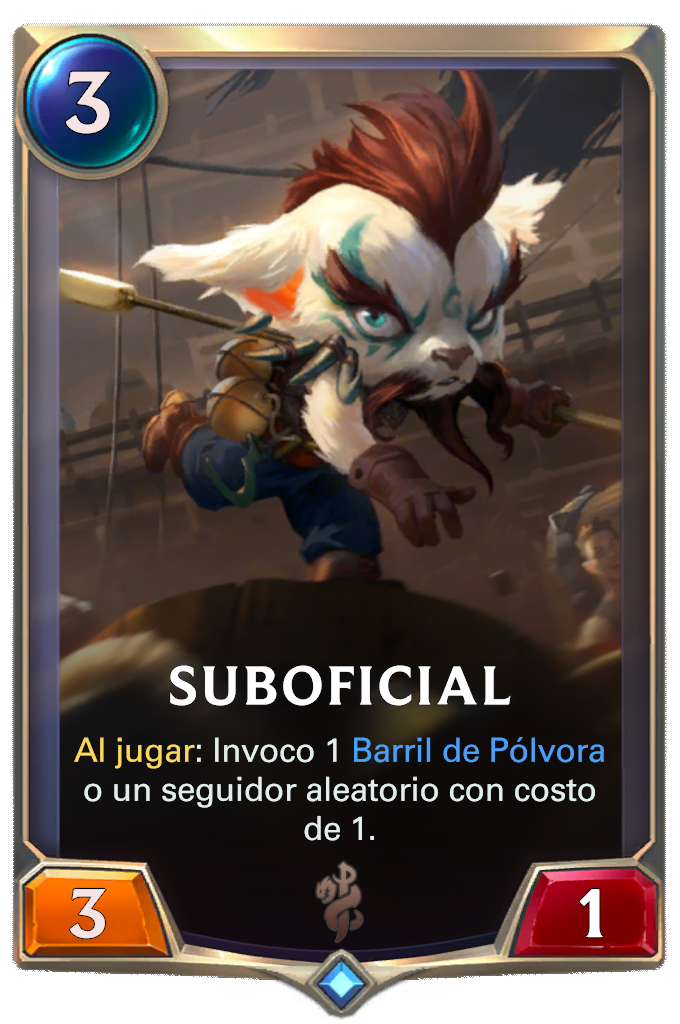 3
SUBOFICIAL
Al jugar: Invoco 1 Barril de Pólvora
o un seguidor aleatorio con costo
de 1.
3
1